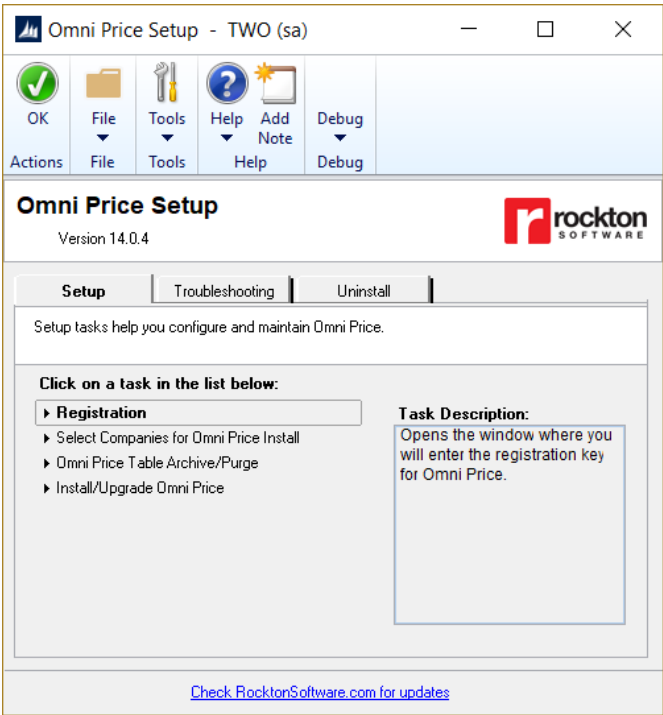 Omni Price Setup - TWO (sa)
OK
File
Tools
Help
Add
Note
Debug
Actions
File
Tools
Help
Debug
Omni Price Setup
Version 14.0.4
rockton
SOFTWARE
Setup
Troubleshooting
Uninstall
Setup tasks help you configure and maintain Omni Price.
Click on a task in the list below:
Registration
Select Companies for Omni Price Install
Omni Price Table Archive/Purge
Install/Upgrade Omni Price
Task Description:
Opens the window where you
will enter the registration key
for Omni Price.
Check RocktonSoftware.com for updates